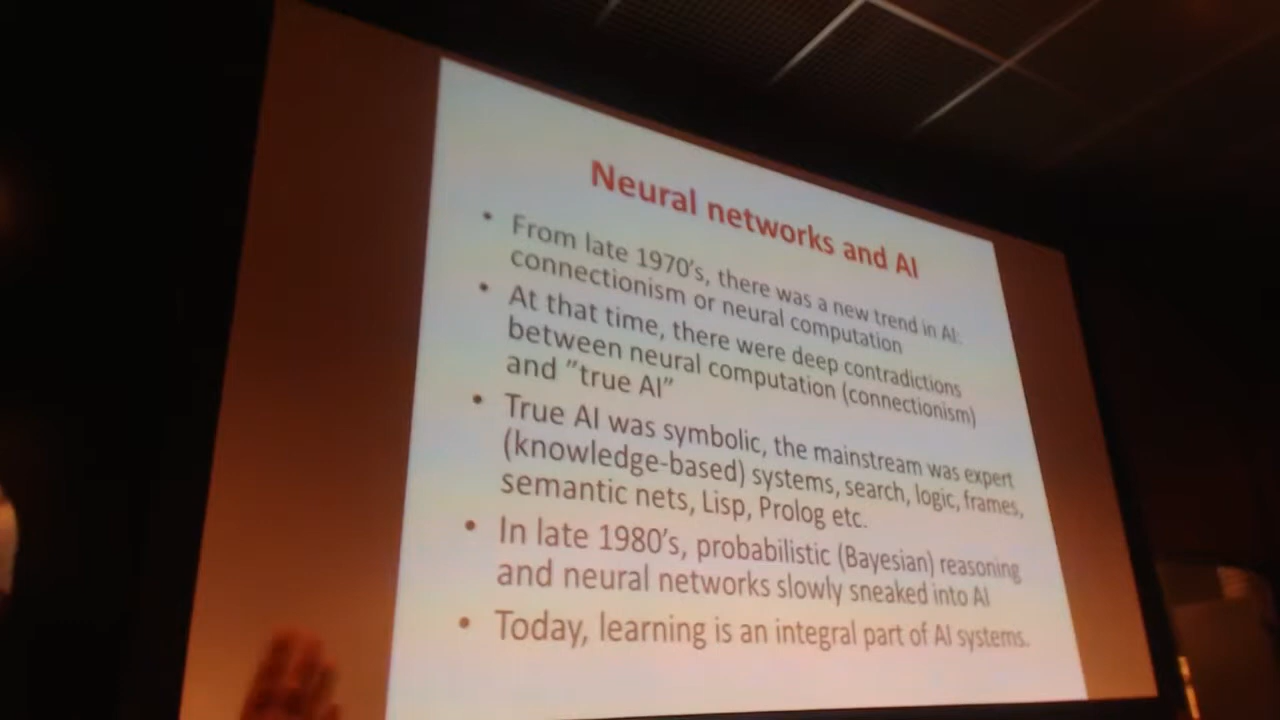 Neural networks and AI
• From late 1970's, there was a new trend in AI:
connectionism or neural computation
• At that time, there were deep contradictions
between neural computation (connectionism)
and "true AI"
• True AI was symbolic, the mainstream was expert
(knowledge-based) systems, search, logic, frames,
semantic nets, Lisp, Prolog etc.
• In late 1980's, probabilistic (Bayesian) reasoning
and neural networks slowly sneaked into AI
• Today, learning is an integral part of AI systems.